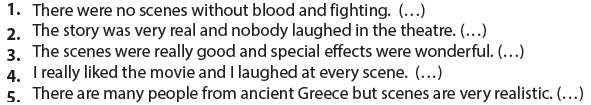 1. There were no scenes without blood and fighting. (...)
2. The story was very real and nobody laughed in the theatre. (...)
3. The scenes were really good and special effects were wonderful. (...)
4. I really liked the movie and I laughed at every scene. (...)
5. There are many people from ancient Greece but scenes are very realistic. (...)